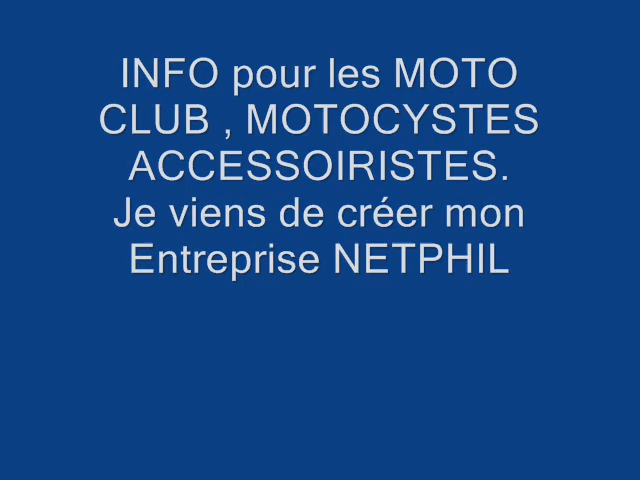 INFO pour les MOTO
CLUB , MOTOCYSTES
ACCESSOIRISTES.
Je viens de créer mon
Entreprise NETPHIL